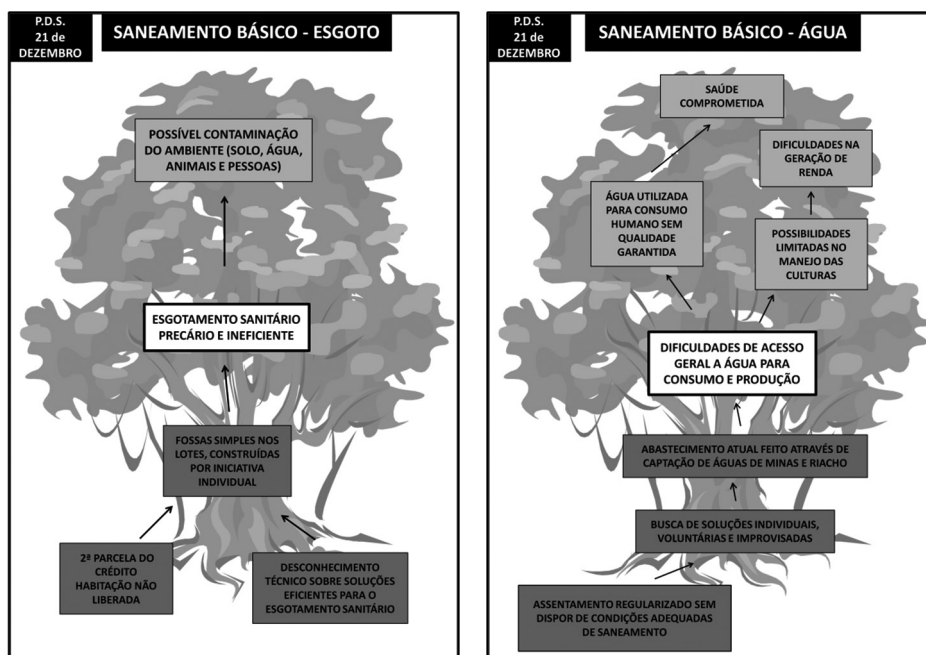 P.D.S.
21 de
DEZEMBRO
SANEAMENTO BÁSICO - ESGOTO
POSSÍVEL CONTAMINAÇÃO
DO AMBIENTE (SOLO, ÁGUA,
ANIMAIS E PESSOAS)
ESGOTAMENTO SANITÁRIO
PRECÁRIO E INEFICIENTE
FOSSAS SIMPLES NOS
LOTES, CONSTRUÍDAS
POR INICIATIVA
INDIVIDUAL
2ª PARCELA DO
CRÉDITO
HABITAÇÃO NÃO
LIBERADA
DESCONHECIMENTO
TÉCNICO SOBRE SOLUÇÕES
EFICIENTES PARA O
ESGOTAMENTO SANITÁRIO
P.D.S.
21 de
DEZEMBRO
SANEAMENTO BÁSICO - ÁGUA
SAÚDE
COMPROMETIDA
DIFICULDADES NA
GERAÇÃO DE
RENDA
ÁGUA UTILIZADA
PARA CONSUMO
HUMANO SEM
QUALIDADE
GARANTIDA
POSSIBILIDADES
LIMITADAS NO
MANEJO DAS
CULTURAS
DIFICULDADES DE ACESSO
GERAL A ÁGUA PARA
CONSUMO E PRODUÇÃO
ABASTECIMENTO ATUAL FEITO ATRAVÉS DE
CAPTAÇÃO DE ÁGUAS DE MINAS E RIACHO
BUSCA DE SOLUÇÕES INDIVIDUAIS,
VOLUNTÁRIAS E IMPROVISADAS
ASSENTAMENTO REGULARIZADO SEM
DISPOR DE CONDIÇÕES ADEQUADAS
DE SANEAMENTO